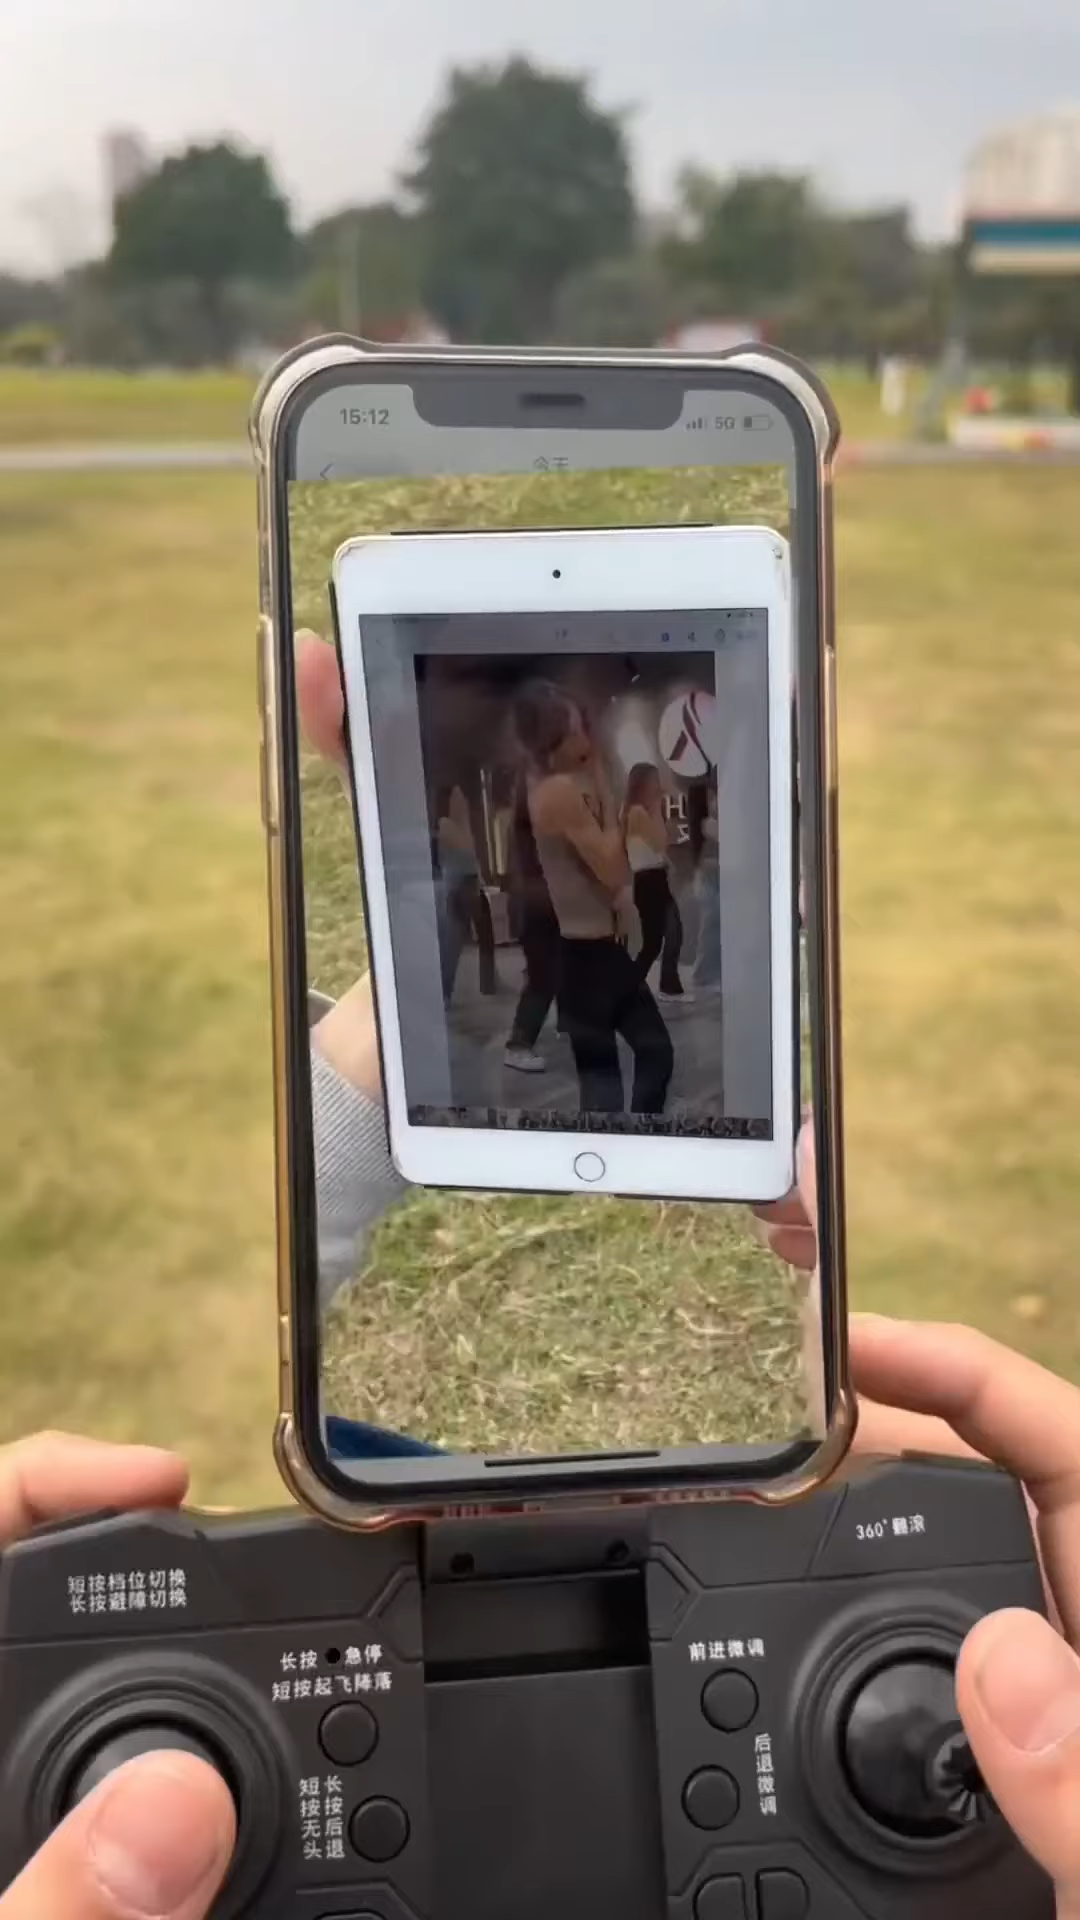 15:12
5G
今天
360°翻滚
短按档位切换
长按避障切换
长按 急停
短按起飞降落
前进微调
后退微调
长按后退
短按无头